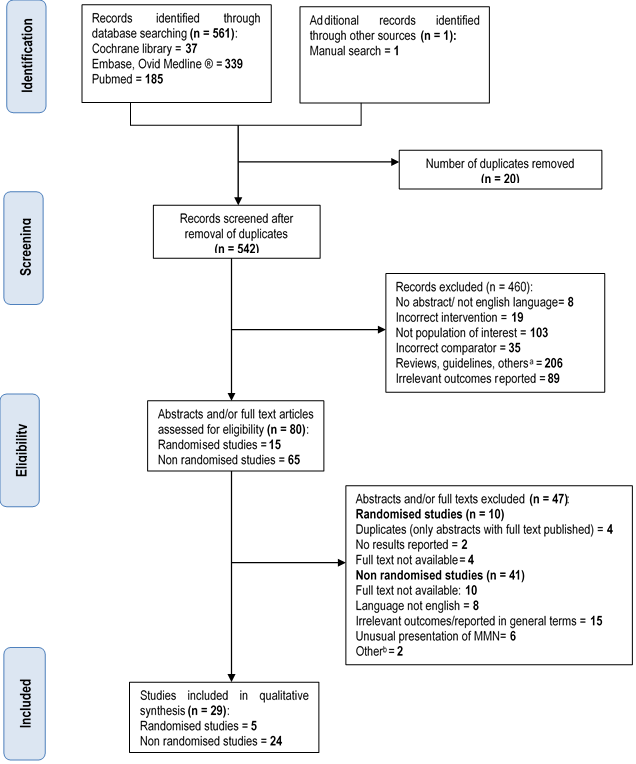 Identification
Records identified through
database searching (n = 561):
Cochrane library = 37
Embase, Ovid Medline ® = 339
Pubmed = 185
Additional records identified
through other sources (n = 1):
Manual search = 1
Number of duplicates removed
(n = 20)
Screening
Records screened after
removal of duplicates
(n = 542)
Records excluded (n = 460):
No abstract/ not english language= 8
Incorrect intervention = 19
Not population of interest = 103
Incorrect comparator = 35
Reviews, guidelines, others a = 206
Irrelevant outcomes reported = 89
Eligibility
Abstracts and/or full text articles
assessed for eligibility (n = 80):
Randomised studies = 15
Non randomised studies = 65
Abstracts and/or full texts excluded (n = 47):
Randomised studies (n = 10)
Duplicates (only abstracts with full text published) = 4
No results reported = 2
Full text not available = 4
Non randomised studies (n = 41)
Full text not available: 10
Language not english = 8
Irrelevant outcomes/reported in general terms = 15
Unusual presentation of MMN= 6
Other b = 2
Included
Studies included in qualitative
synthesis (n = 29):
Randomised studies = 5
Non randomised studies = 24